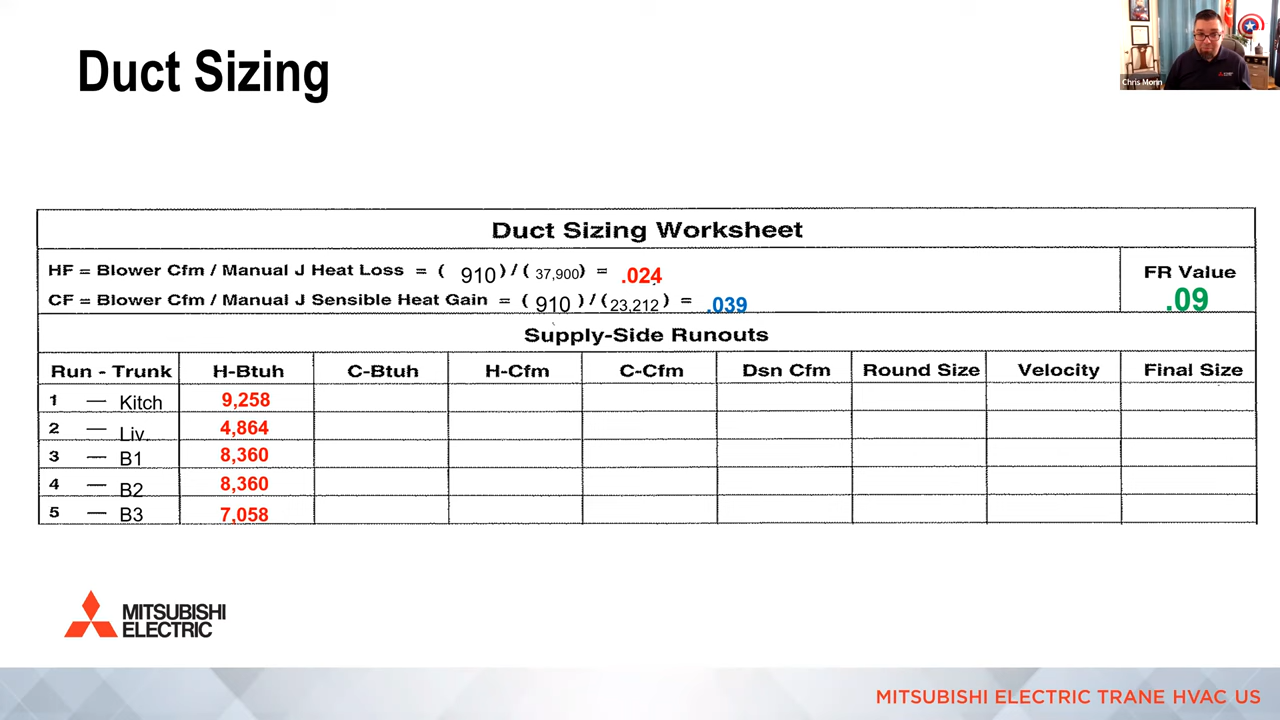 Duct Sizing
Chris Morin
Duct Sizing Worksheet
HF = Blower Cfm / Manual J Heat Loss = ( 910 ) / ( 37,900 ) = .024
CF = Blower Cfm / Manual J Sensible Heat Gain = ( 910 ) / ( 23,212 ) = .039
FR Value
.09
Supply-Side Runouts
Run - Trunk H-Btuh C-Btuh H-Cfm C-Cfm Dsn Cfm Round Size Velocity Final Size
1 — Kitch 9,258
2 — Liv. 4,864
3 — B1 8,360
4 — B2 8,360
5 — B3 7,058
MITSUBISHI
ELECTRIC
MITSUBISHI ELECTRIC TRANE HVAC US